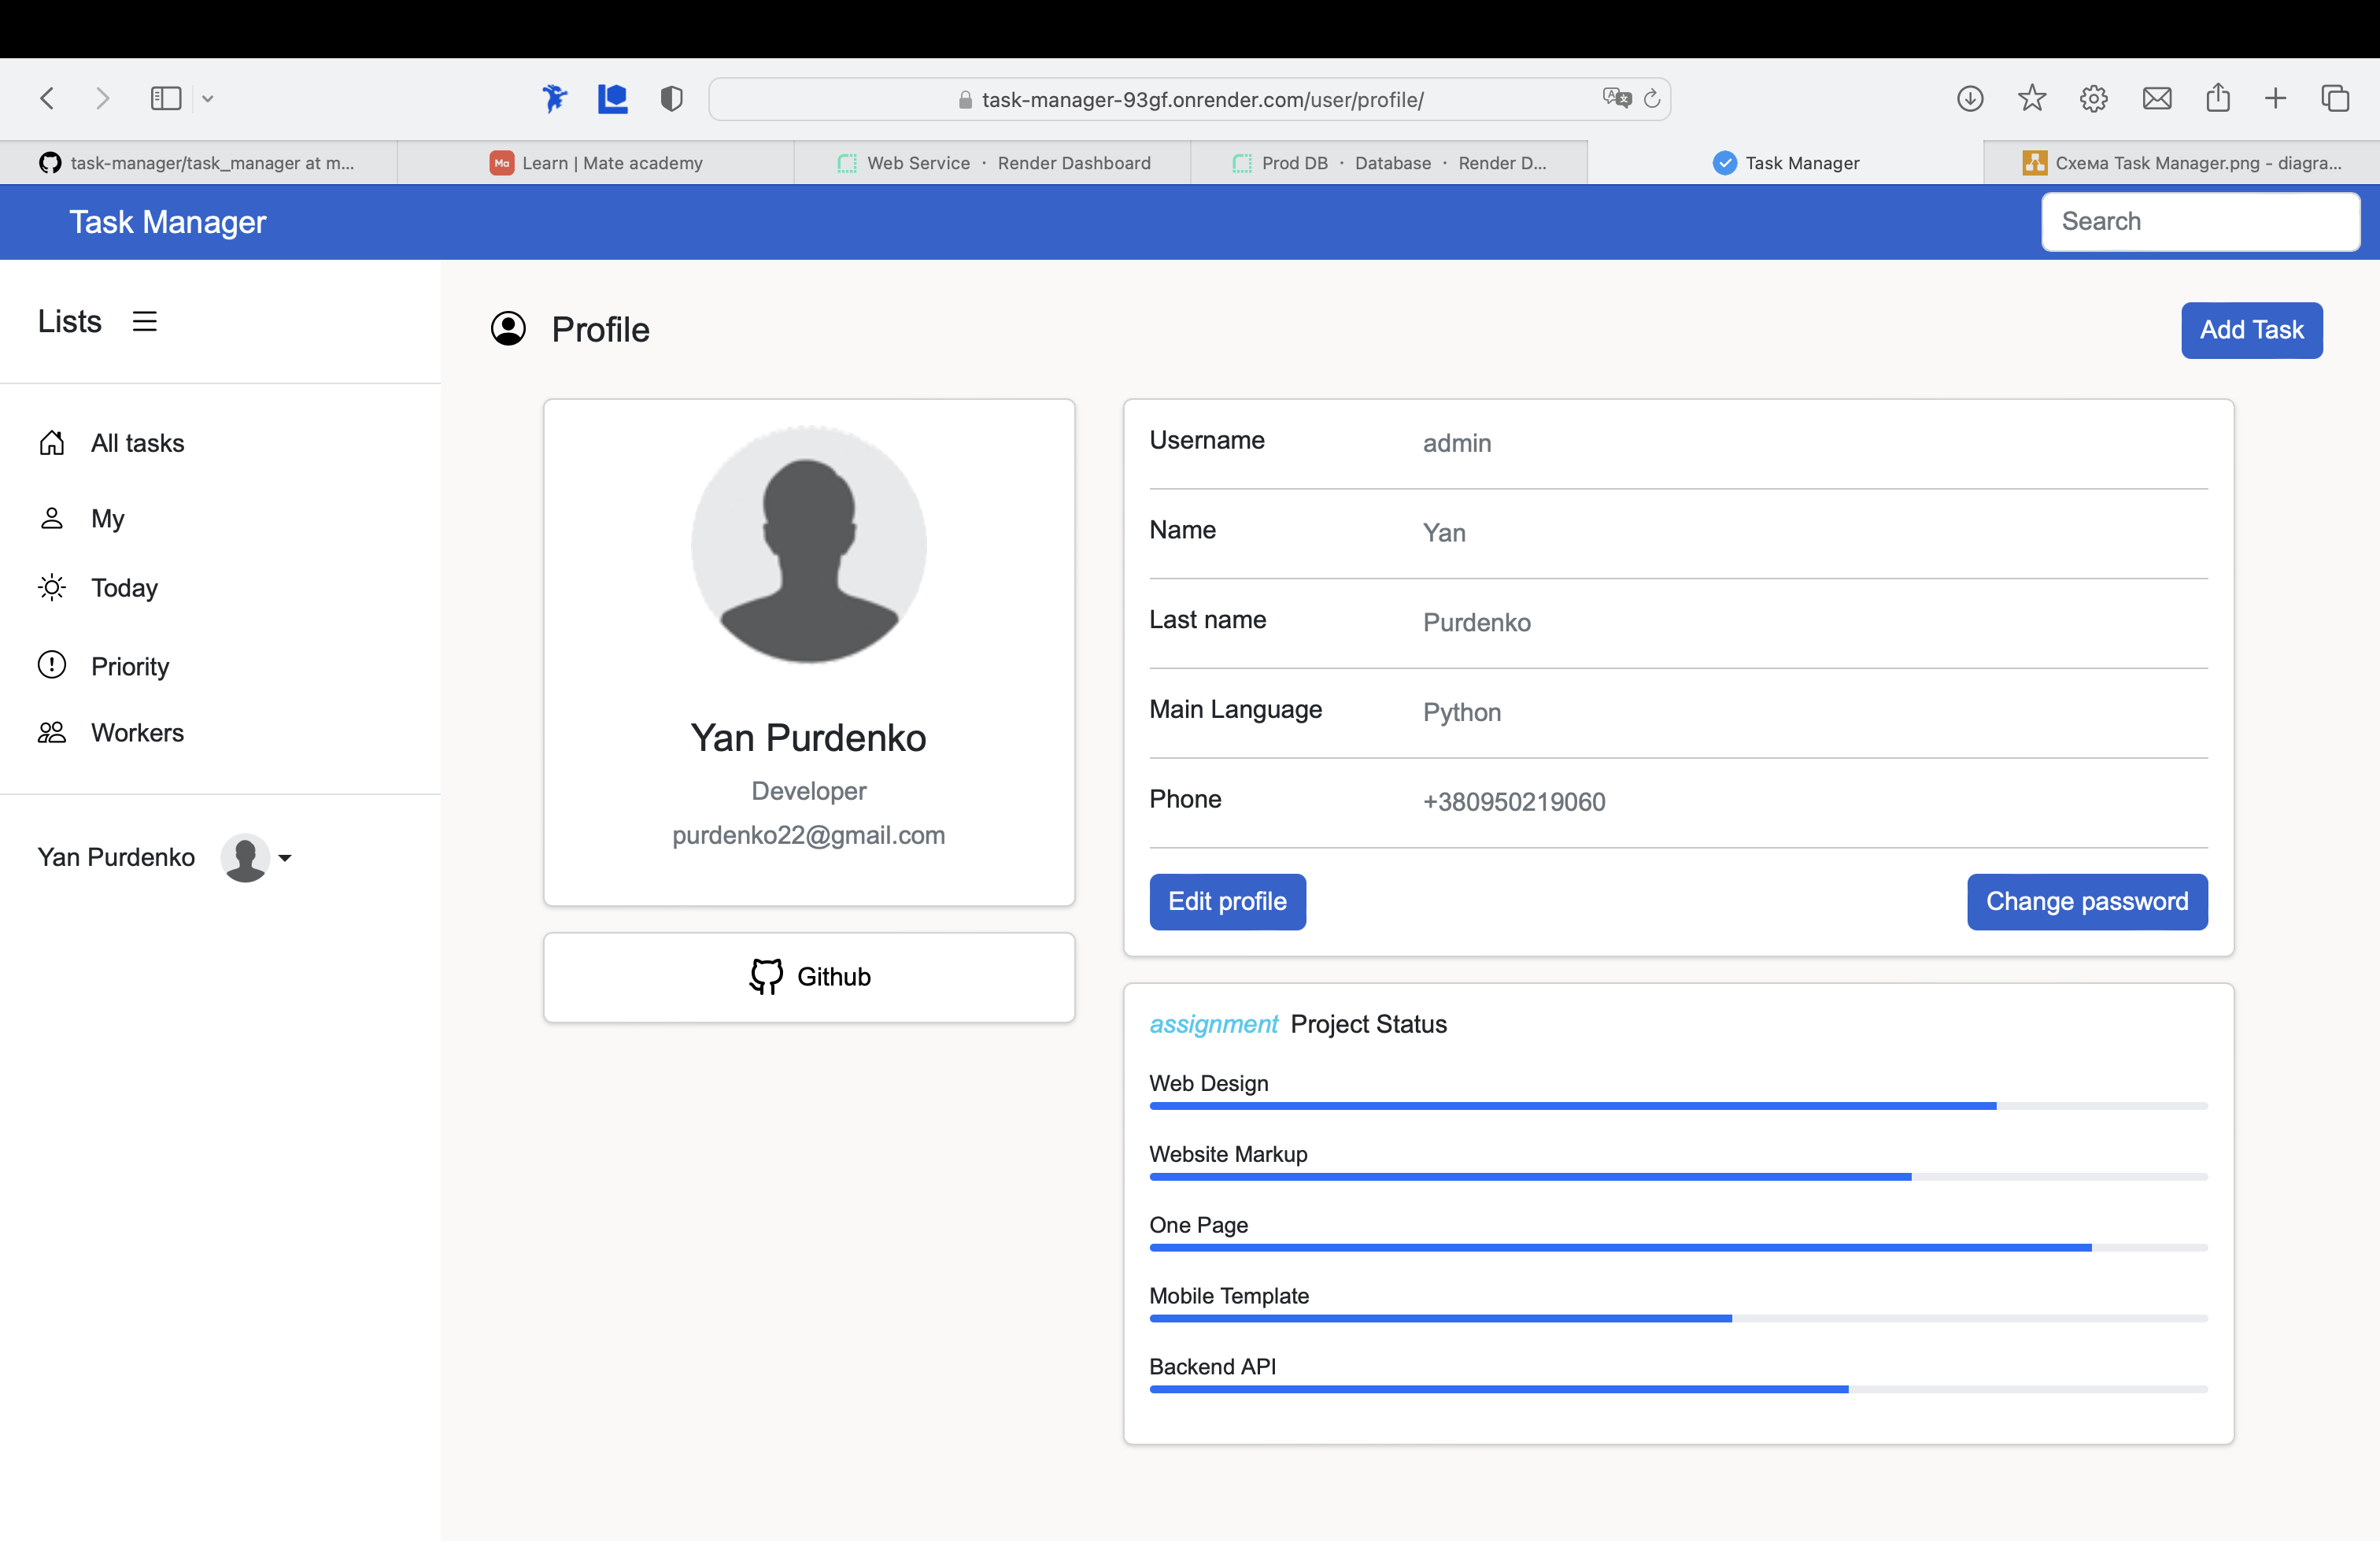 task-manager-93gf.onrender.com/user/profile/
task-manager/task_manager at m...
Ma Learn | Mate academy
Web Service · Render Dashboard
Prod DB · Database · Render D...
Task Manager
Схема Task Manager.png - diagra...
Task Manager
Search
Lists
Profile
Add Task
All tasks
My
Today
Priority
Workers
Yan Purdenko
Yan Purdenko
Developer
purdenko22@gmail.com
Github
Username admin
Name Yan
Last name Purdenko
Main Language Python
Phone +380950219060
Edit profile
Change password
assignment Project Status
Web Design
Website Markup
One Page
Mobile Template
Backend API